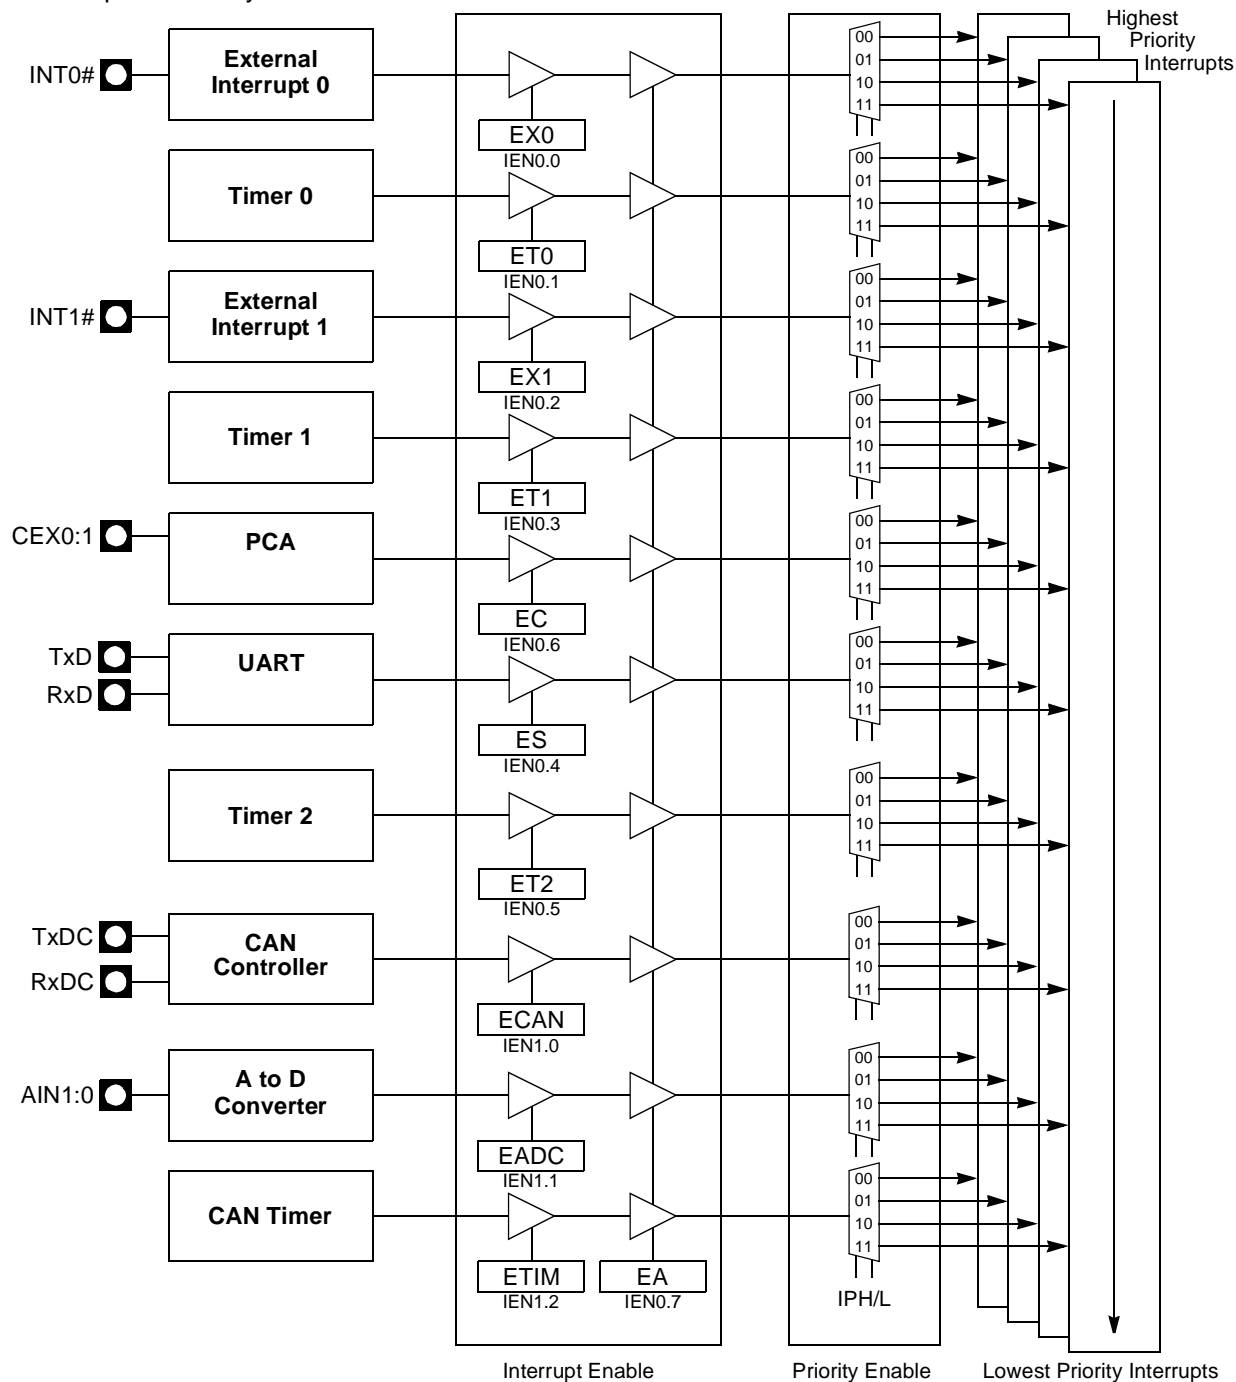 Highest
Priority
Interrupts
INT0#
External
Interrupt 0
EX0
IEN0.0
00
01
10
11
Timer 0
ET0
IEN0.1
00
01
10
11
INT1#
External
Interrupt 1
EX1
IEN0.2
00
01
10
11
Timer 1
ET1
IEN0.3
00
01
10
11
CEX0:1
PCA
EC
IEN0.6
00
01
10
11
TxD
RxD
UART
ES
IEN0.4
00
01
10
11
Timer 2
ET2
IEN0.5
00
01
10
11
TxDC
RxDC
CAN
Controller
ECAN
IEN1.0
00
01
10
11
AIN1:0
A to D
Converter
EADC
IEN1.1
00
01
10
11
CAN Timer
ETIM
IEN1.2
EA
IEN0.7
00
01
10
11
IPH/L
Interrupt Enable
Priority Enable
Lowest Priority Interrupts